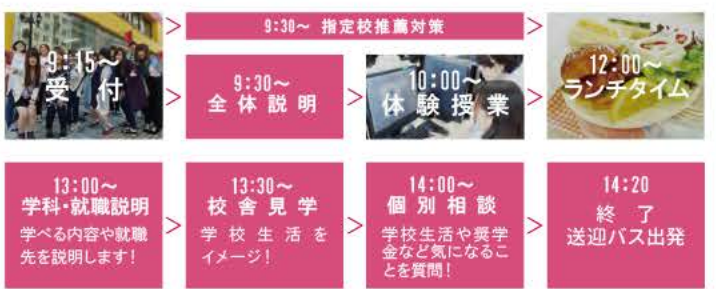 9:15～
受付
9:30～ 指定校推薦対策
9:30～
全体説明
10:00～
体験授業
12:00～
ランチタイム
13:00～
学科・就職説明
学べる内容や就職
先を説明します！
13:30～
校舎見学
学校生活を
イメージ！
14:00～
個別相談
学校生活や奨学
金など気になるこ
とを質問！
14:20
終了
送迎バス出発